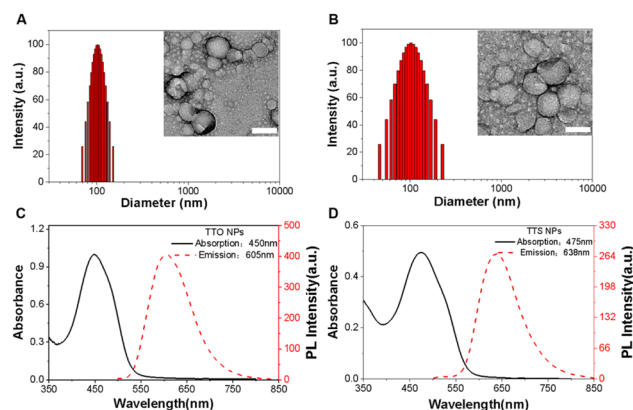 A
B
Intensity (a.u.)
100
80
60
40
20
0
1
10
100
1000
10000
Diameter (nm)
Intensity (a.u.)
100
80
60
40
20
0
1
10
100
1000
10000
Diameter (nm)
C
D
TTO NPs
Absorption：450nm
Emission：605nm
Absorbance
1.2
0.9
0.6
0.3
0.0
500
400
300
200
100
0
PL Intensity(a.u.)
350
450
550
650
750
850
Wavelength(nm)
TTS NPs
Absorption：475nm
Emission：638nm
Absorbance
0.6
0.4
0.2
0.0
330
264
198
132
66
0
PL Intensity(a.u.)
350
450
550
650
750
850
Wavelength(nm)